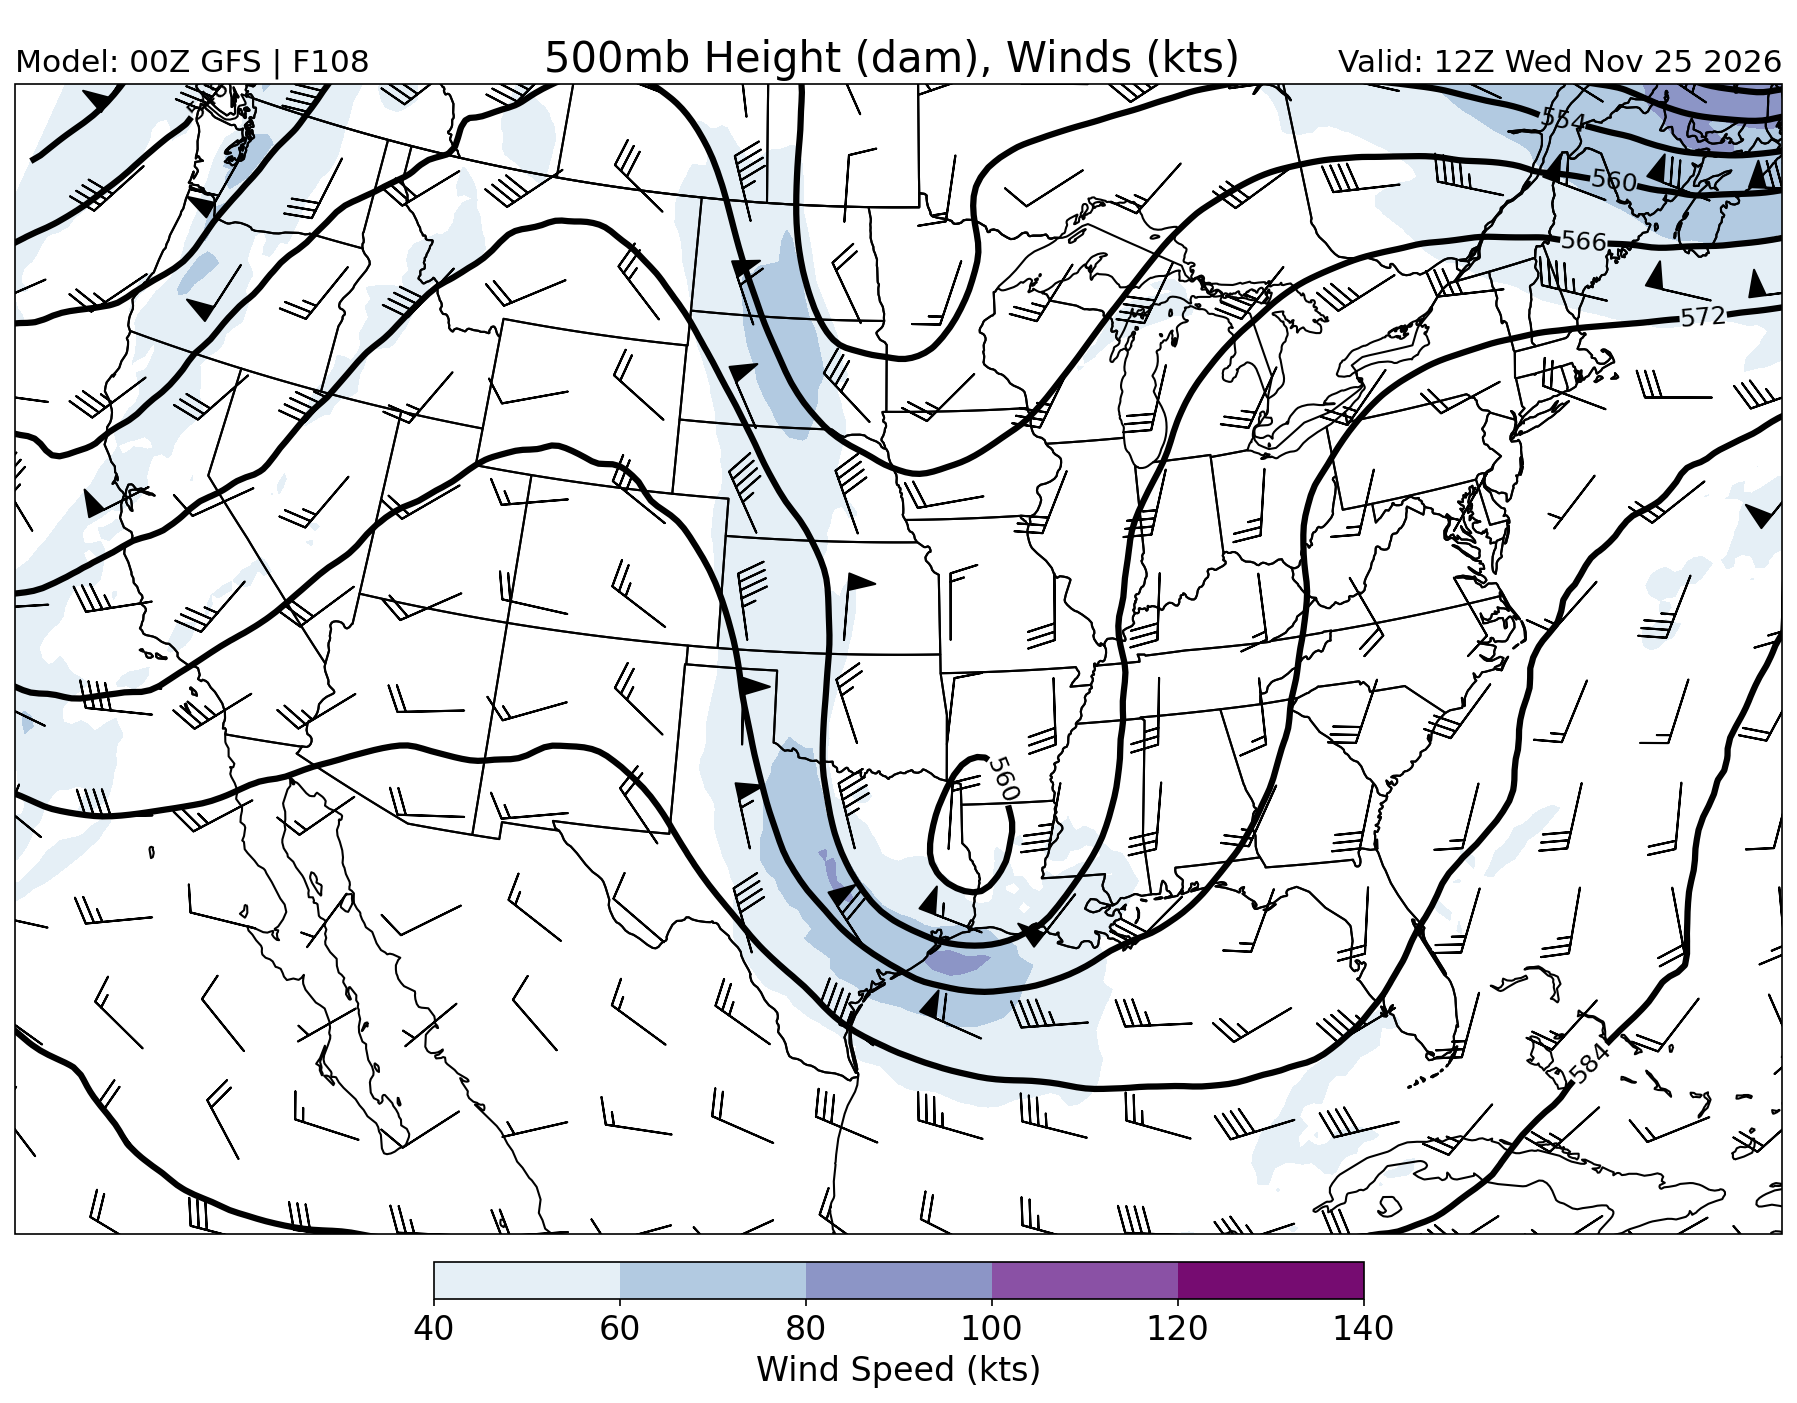 Model: 00Z GFS | F108
500mb Height (dam), Winds (kts)
Valid: 12Z Wed Nov 25 2026
554
560
566
572
560
584
40 60 80 100 120 140
Wind Speed (kts)